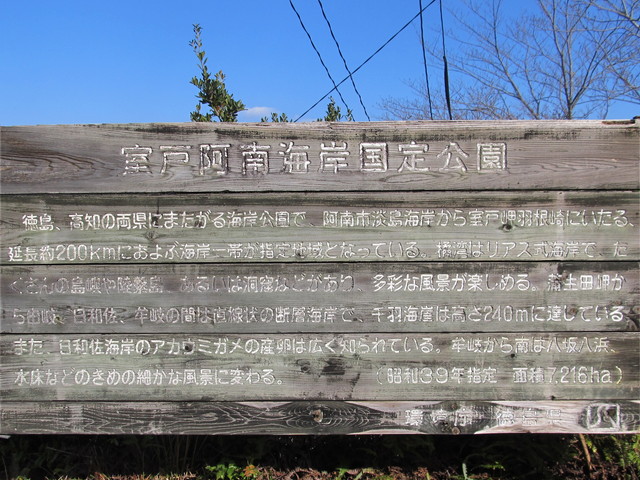 室戸阿南海岸国定公園
徳島、高知の両県にまたがる海岸公園で、阿南市淡島海岸から室戸岬羽根崎にいたる、
延長約200kmにおよぶ海岸一帯が指定地域となっている。橘湾はリアス式海岸で、た
くさんの島嶼や 、あるいは洞窟などがあり、多彩な風景が楽しめる。蒲生田岬か
ら由岐、日和佐、牟岐の間は直線状の断層海岸で、千羽海崖は高さ240mに達している
また、日和佐海岸のアカウミガメの産卵は広く知られている。牟岐から南は八坂八浜、
水床などのきめの細かな風景に変わる。 (昭和39年指定 面積7,216ha)
環境庁 徳島県